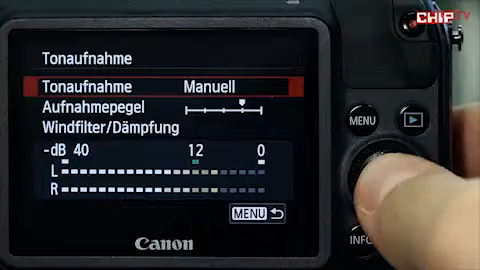 CHIP TV
Tonaufnahme
Tonaufnahme Manuell
Aufnahmepegel
Windfilter/Dämpfung
-dB 40 12 0
L
R
MENU
Canon
MENU
INFO